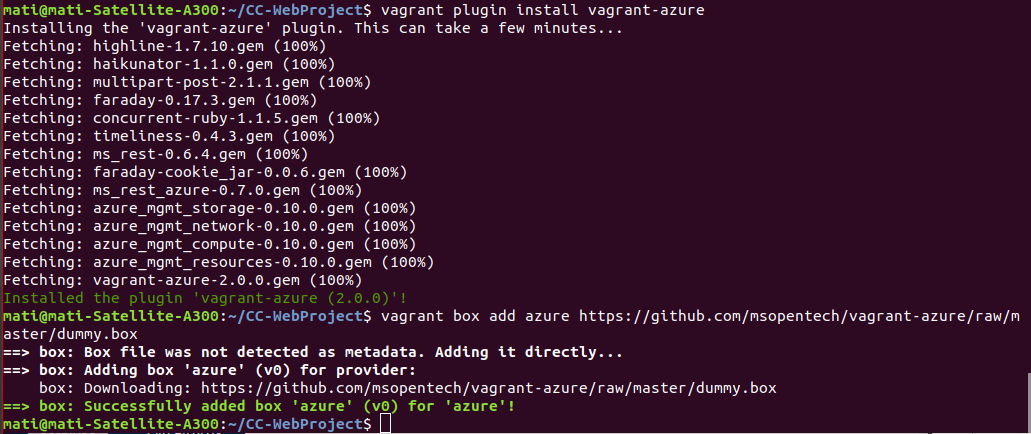 mati@mati-Satellite-A300:~/CC-WebProject$ vagrant plugin install vagrant-azure
Installing the 'vagrant-azure' plugin. This can take a few minutes...
Fetching: highline-1.7.10.gem (100%)
Fetching: haikunator-1.1.0.gem (100%)
Fetching: multipart-post-2.1.1.gem (100%)
Fetching: faraday-0.17.3.gem (100%)
Fetching: concurrent-ruby-1.1.5.gem (100%)
Fetching: timeliness-0.4.3.gem (100%)
Fetching: ms_rest-0.6.4.gem (100%)
Fetching: faraday-cookie_jar-0.0.6.gem (100%)
Fetching: ms_rest_azure-0.7.0.gem (100%)
Fetching: azure_mgmt_storage-0.10.0.gem (100%)
Fetching: azure_mgmt_network-0.10.0.gem (100%)
Fetching: azure_mgmt_compute-0.10.0.gem (100%)
Fetching: azure_mgmt_resources-0.10.0.gem (100%)
Fetching: vagrant-azure-2.0.0.gem (100%)
Installed the plugin 'vagrant-azure (2.0.0)'!
mati@mati-Satellite-A300:~/CC-WebProject$ vagrant box add azure https://github.com/msopentech/vagrant-azure/raw/m
aster/dummy.box
==> box: Box file was not detected as metadata. Adding it directly...
==> box: Adding box 'azure' (v0) for provider:
    box: Downloading: https://github.com/msopentech/vagrant-azure/raw/master/dummy.box
==> box: Successfully added box 'azure' (v0) for 'azure'!
mati@mati-Satellite-A300:~/CC-WebProject$